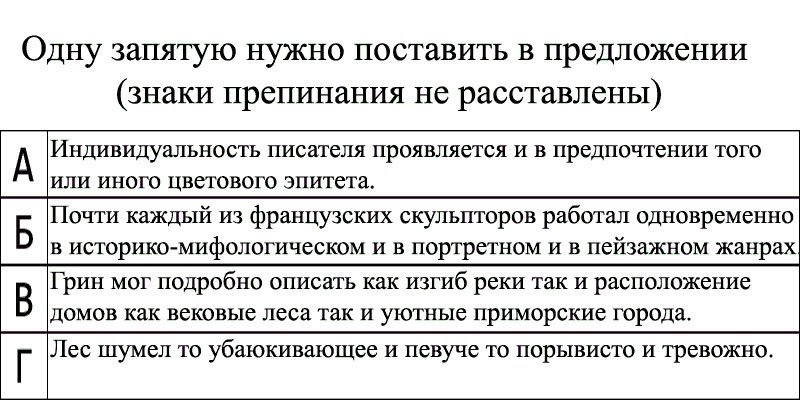 Одну запятую нужно поставить в предложении
(знаки препинания не расставлены)
А
Индивидуальность писателя проявляется и в предпочтении того
или иного цветового эпитета.
Б
Почти каждый из французских скульпторов работал одновременно
в историко-мифологическом и в портретном и в пейзажном жанрах.
В
Грин мог подробно описать как изгиб реки так и расположение
домов как вековые леса так и уютные приморские города.
Г
Лес шумел то убаюкивающее и певуче то порывисто и тревожно.